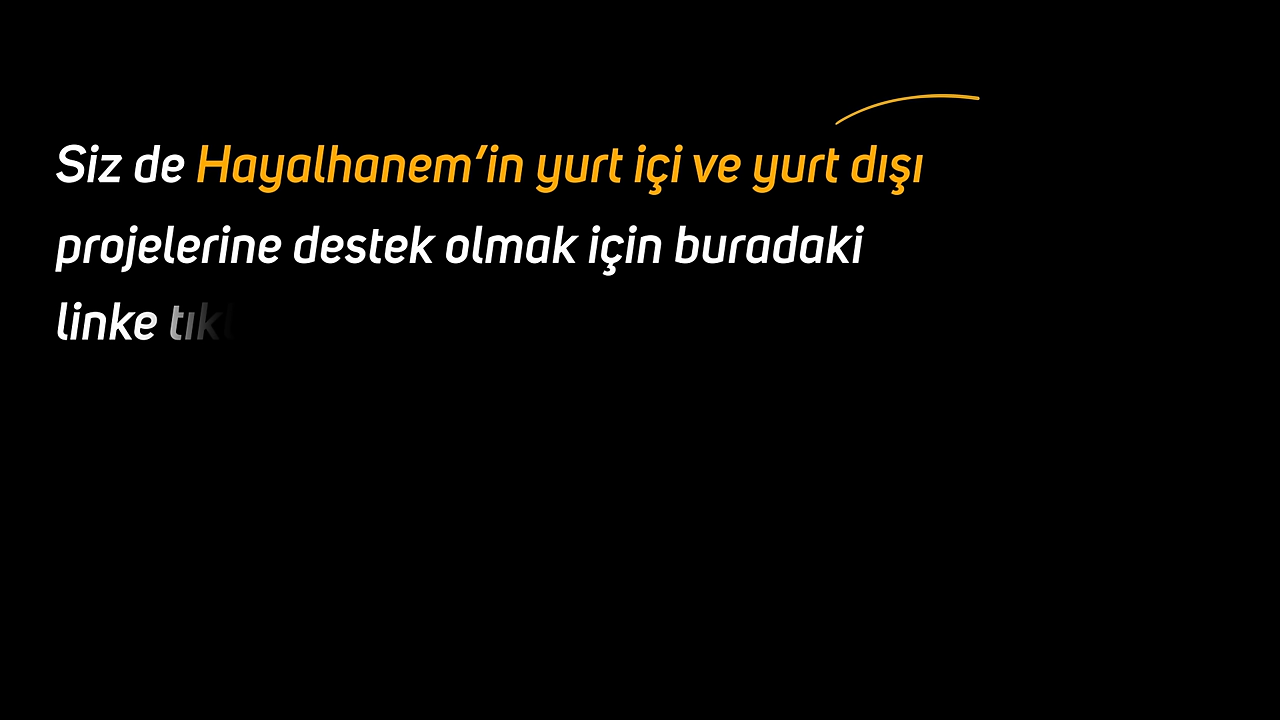 Siz de Hayalhanem’in yurt içi ve yurt dışı
projelerine destek olmak için buradaki
linke